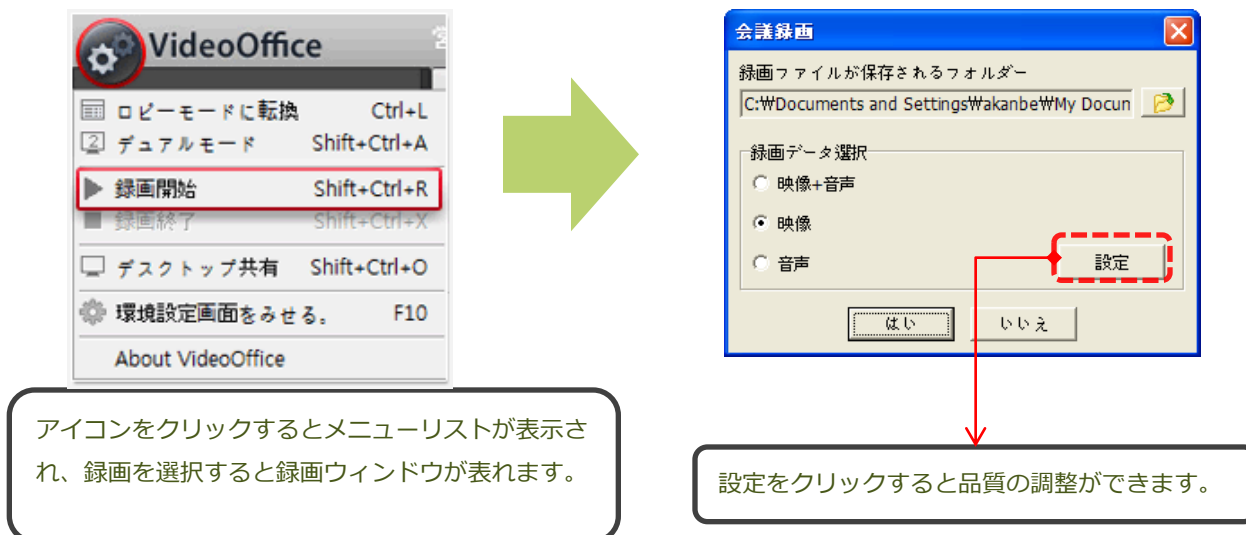 VideoOffice
ロビーモードに転換 Ctrl+L
2 デュアルモード Shift+Ctrl+A
録画開始 Shift+Ctrl+R
録画終了 Shift+Ctrl+X
デスクトップ共有 Shift+Ctrl+O
環境設定画面をみせる。 F10
About VideoOffice
アイコンをクリックするとメニューリストが表示さ
れ、録画を選択すると録画ウィンドウが表れます。
会議録画
録画ファイルが保存されるフォルダー
C:₩Documents and Settings₩akanbe₩My Docun
録画データ選択
映像+音声
映像
音声
設定
はい いいえ
設定をクリックすると品質の調整ができます。